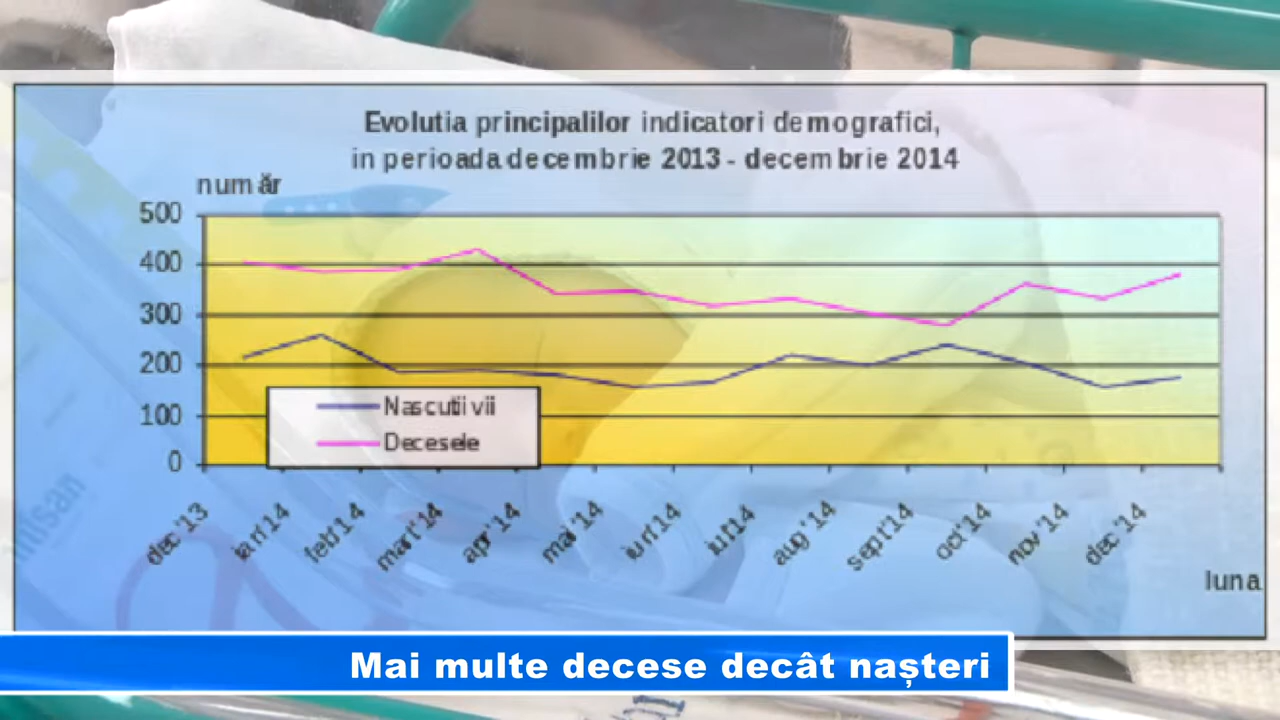 Evolutia principalilor indicatori demografici,
in perioada decembrie 2013 - decembrie 2014
număr
500
400
300
200
100
0
Nascuti vii
Decesele
dec'13 ian'14 feb'14 mart'14 apr'14 mai'14 iun'14 iul'14 aug'14 sept'14 oct'14 nov'14 dec'14
luna
Mai multe decese decât nașteri